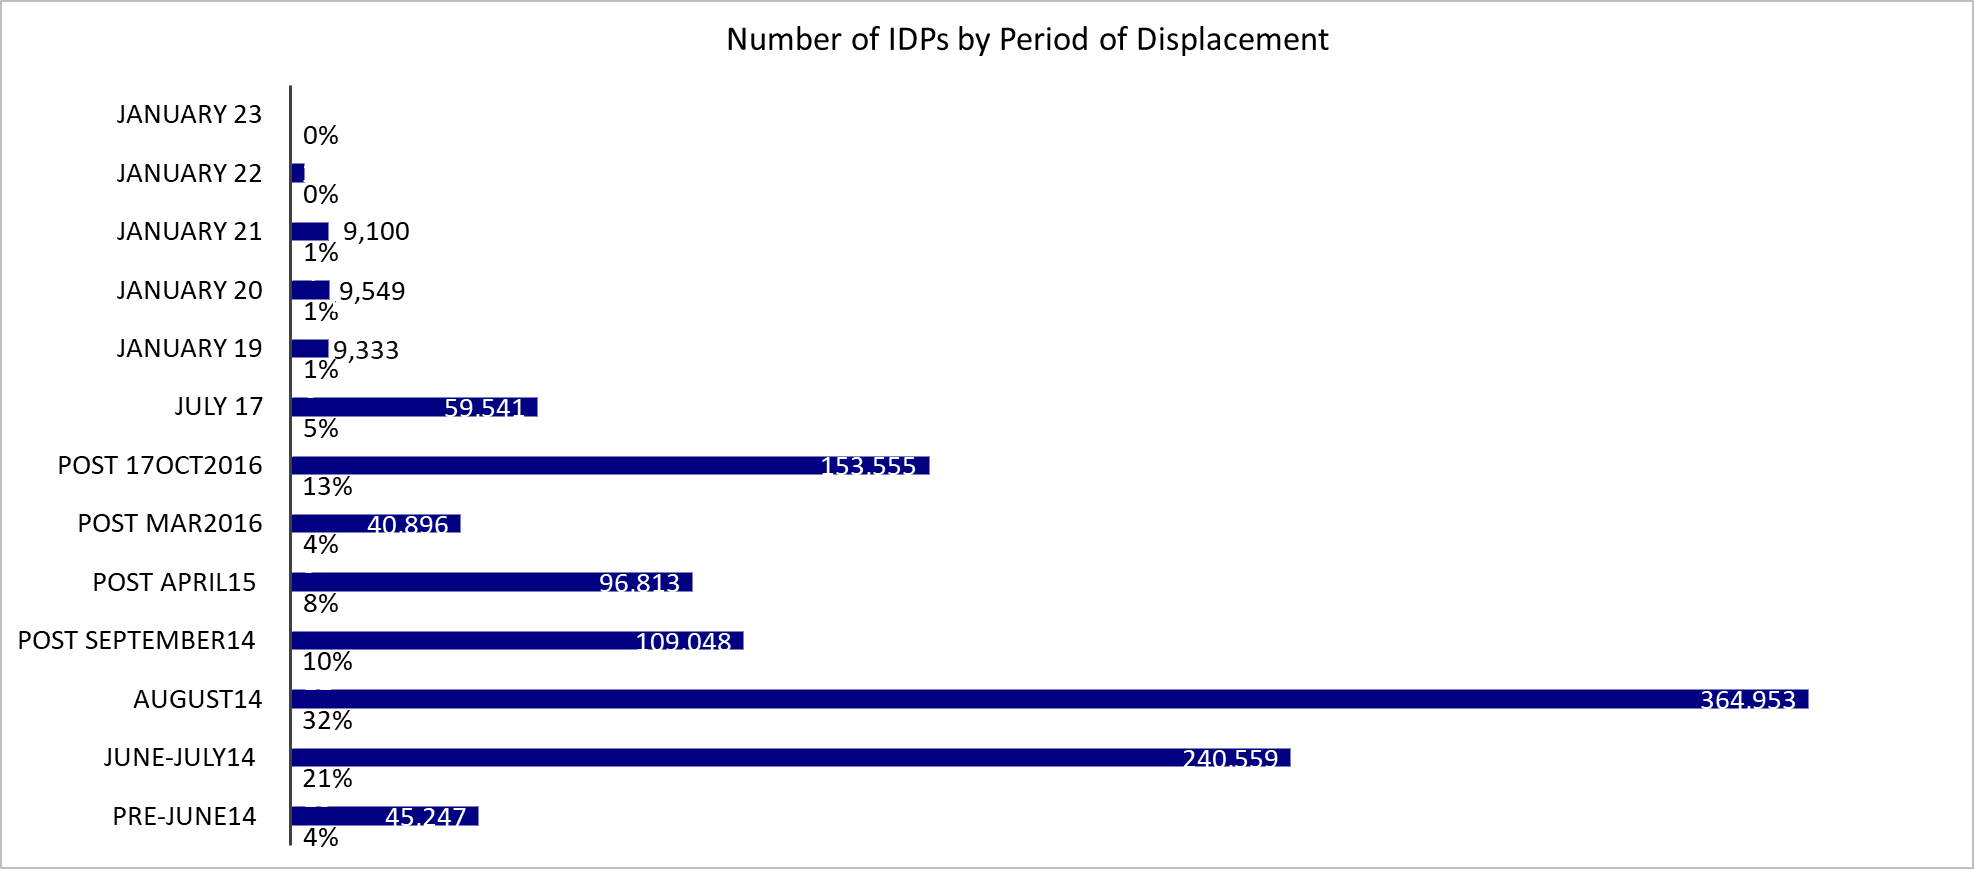 Number of IDPs by Period of Displacement
JANUARY 23
0%
JANUARY 22
0%
JANUARY 21
9,100
1%
JANUARY 20
9,549
1%
JANUARY 19
9,333
1%
JULY 17
59,541
5%
POST 17OCT2016
153,555
13%
POST MAR2016
40,896
4%
POST APRIL15
96,813
8%
POST SEPTEMBER14
109,048
10%
AUGUST14
364,953
32%
JUNE-JULY14
240,559
21%
PRE-JUNE14
45,247
4%